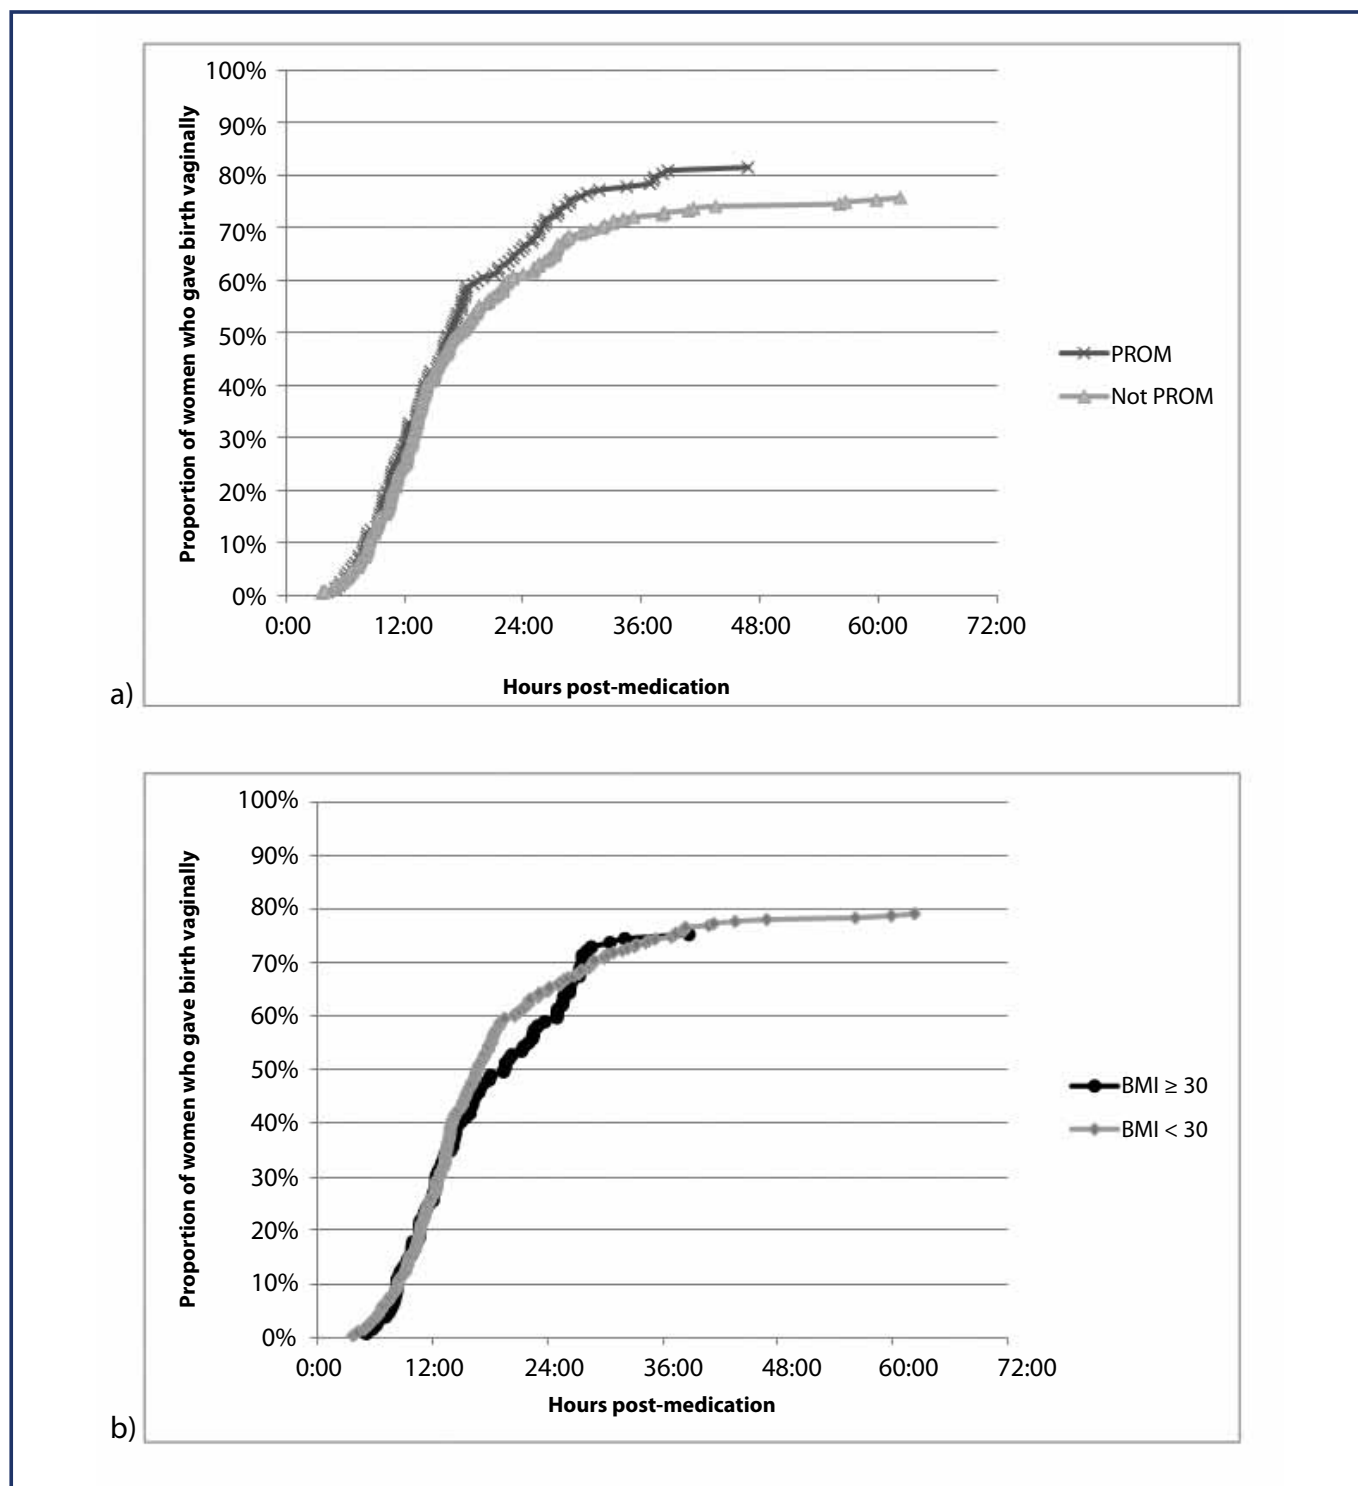 100%
90%
80%
70%
60%
50%
40%
30%
20%
10%
0%
Proportion of women who gave birth vaginally
0:00 12:00 24:00 36:00 48:00 60:00 72:00
Hours post-medication
PROM
Not PROM
a)
100%
90%
80%
70%
60%
50%
40%
30%
20%
10%
0%
Proportion of women who gave birth vaginally
0:00 12:00 24:00 36:00 48:00 60:00 72:00
Hours post-medication
BMI ≥ 30
BMI < 30
b)